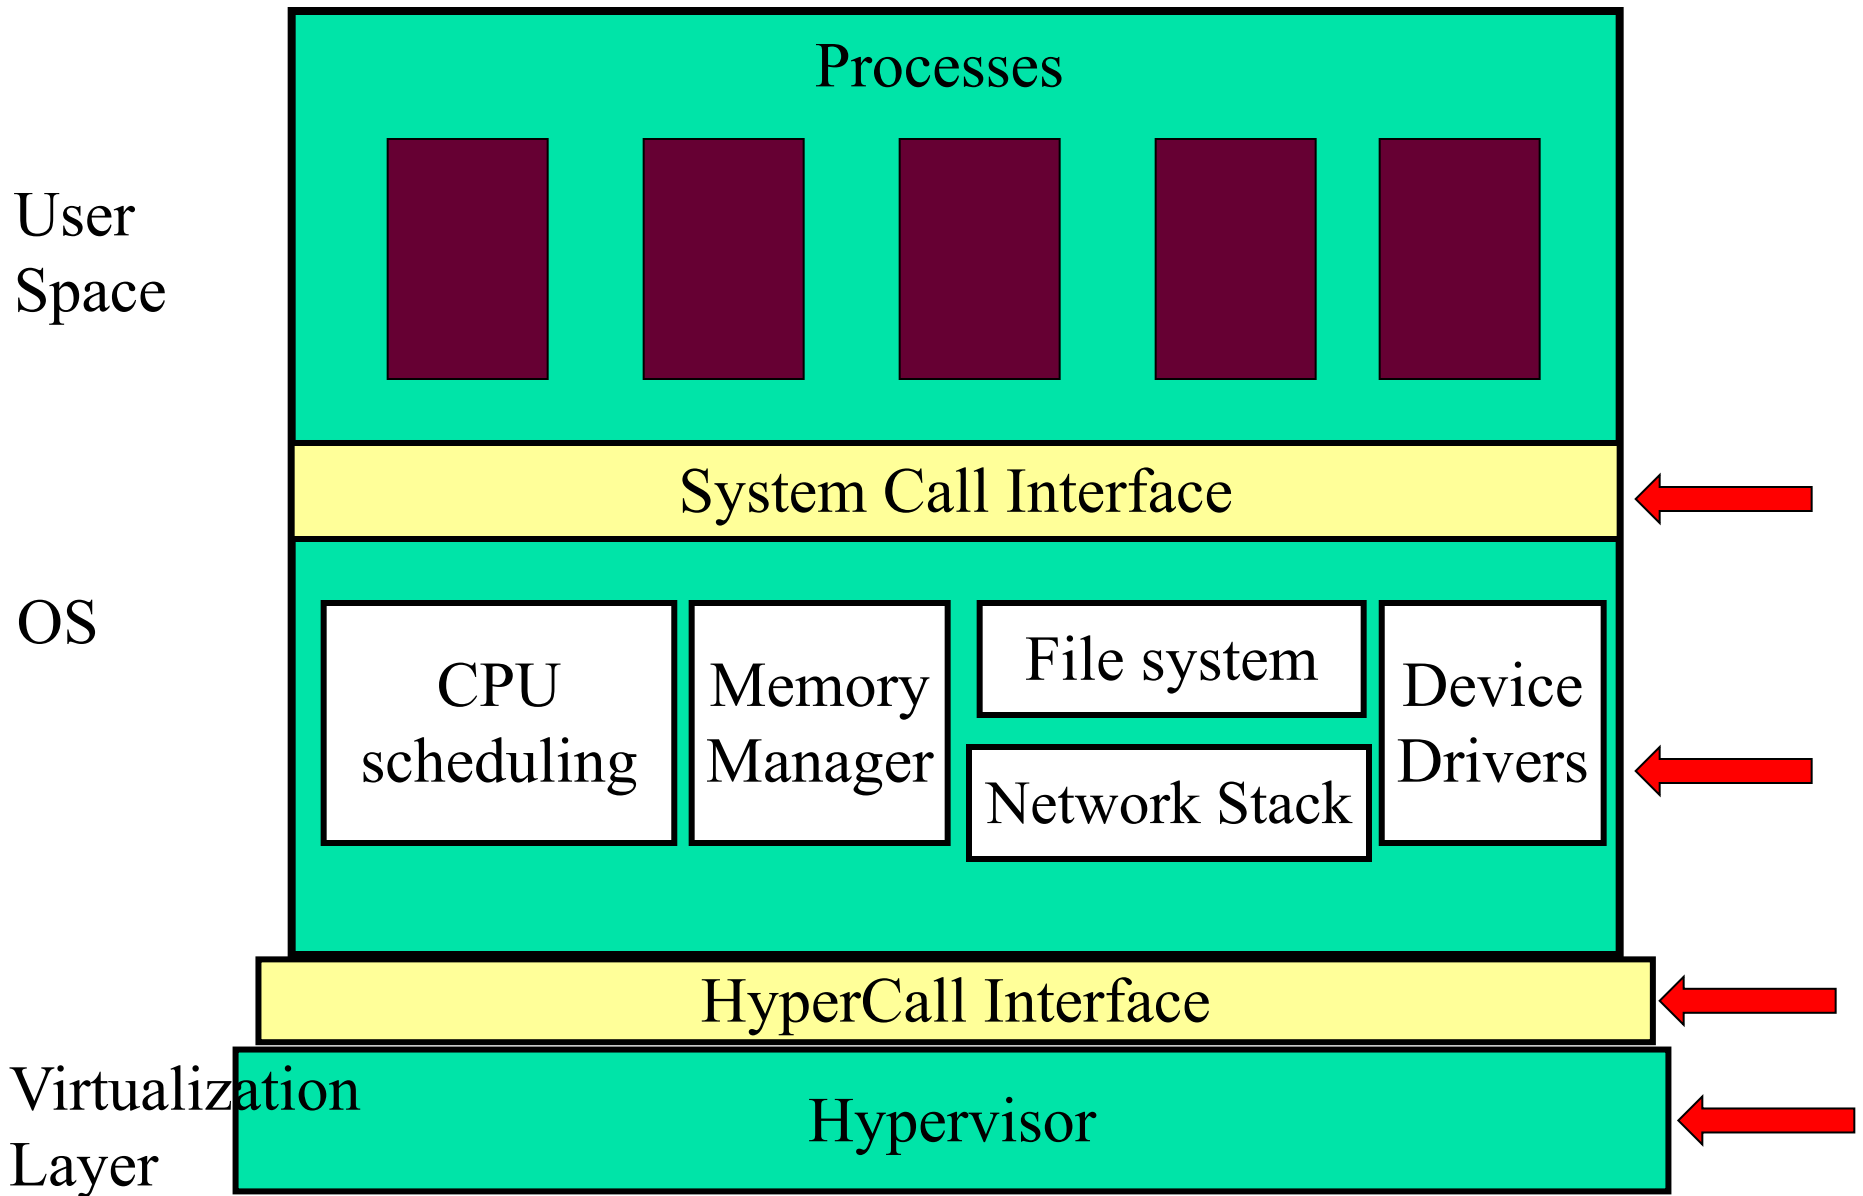 Processes
User
Space
System Call Interface
OS
CPU
scheduling
Memory
Manager
File system
Network Stack
Device
Drivers
HyperCall Interface
Virtualization
Layer
Hypervisor